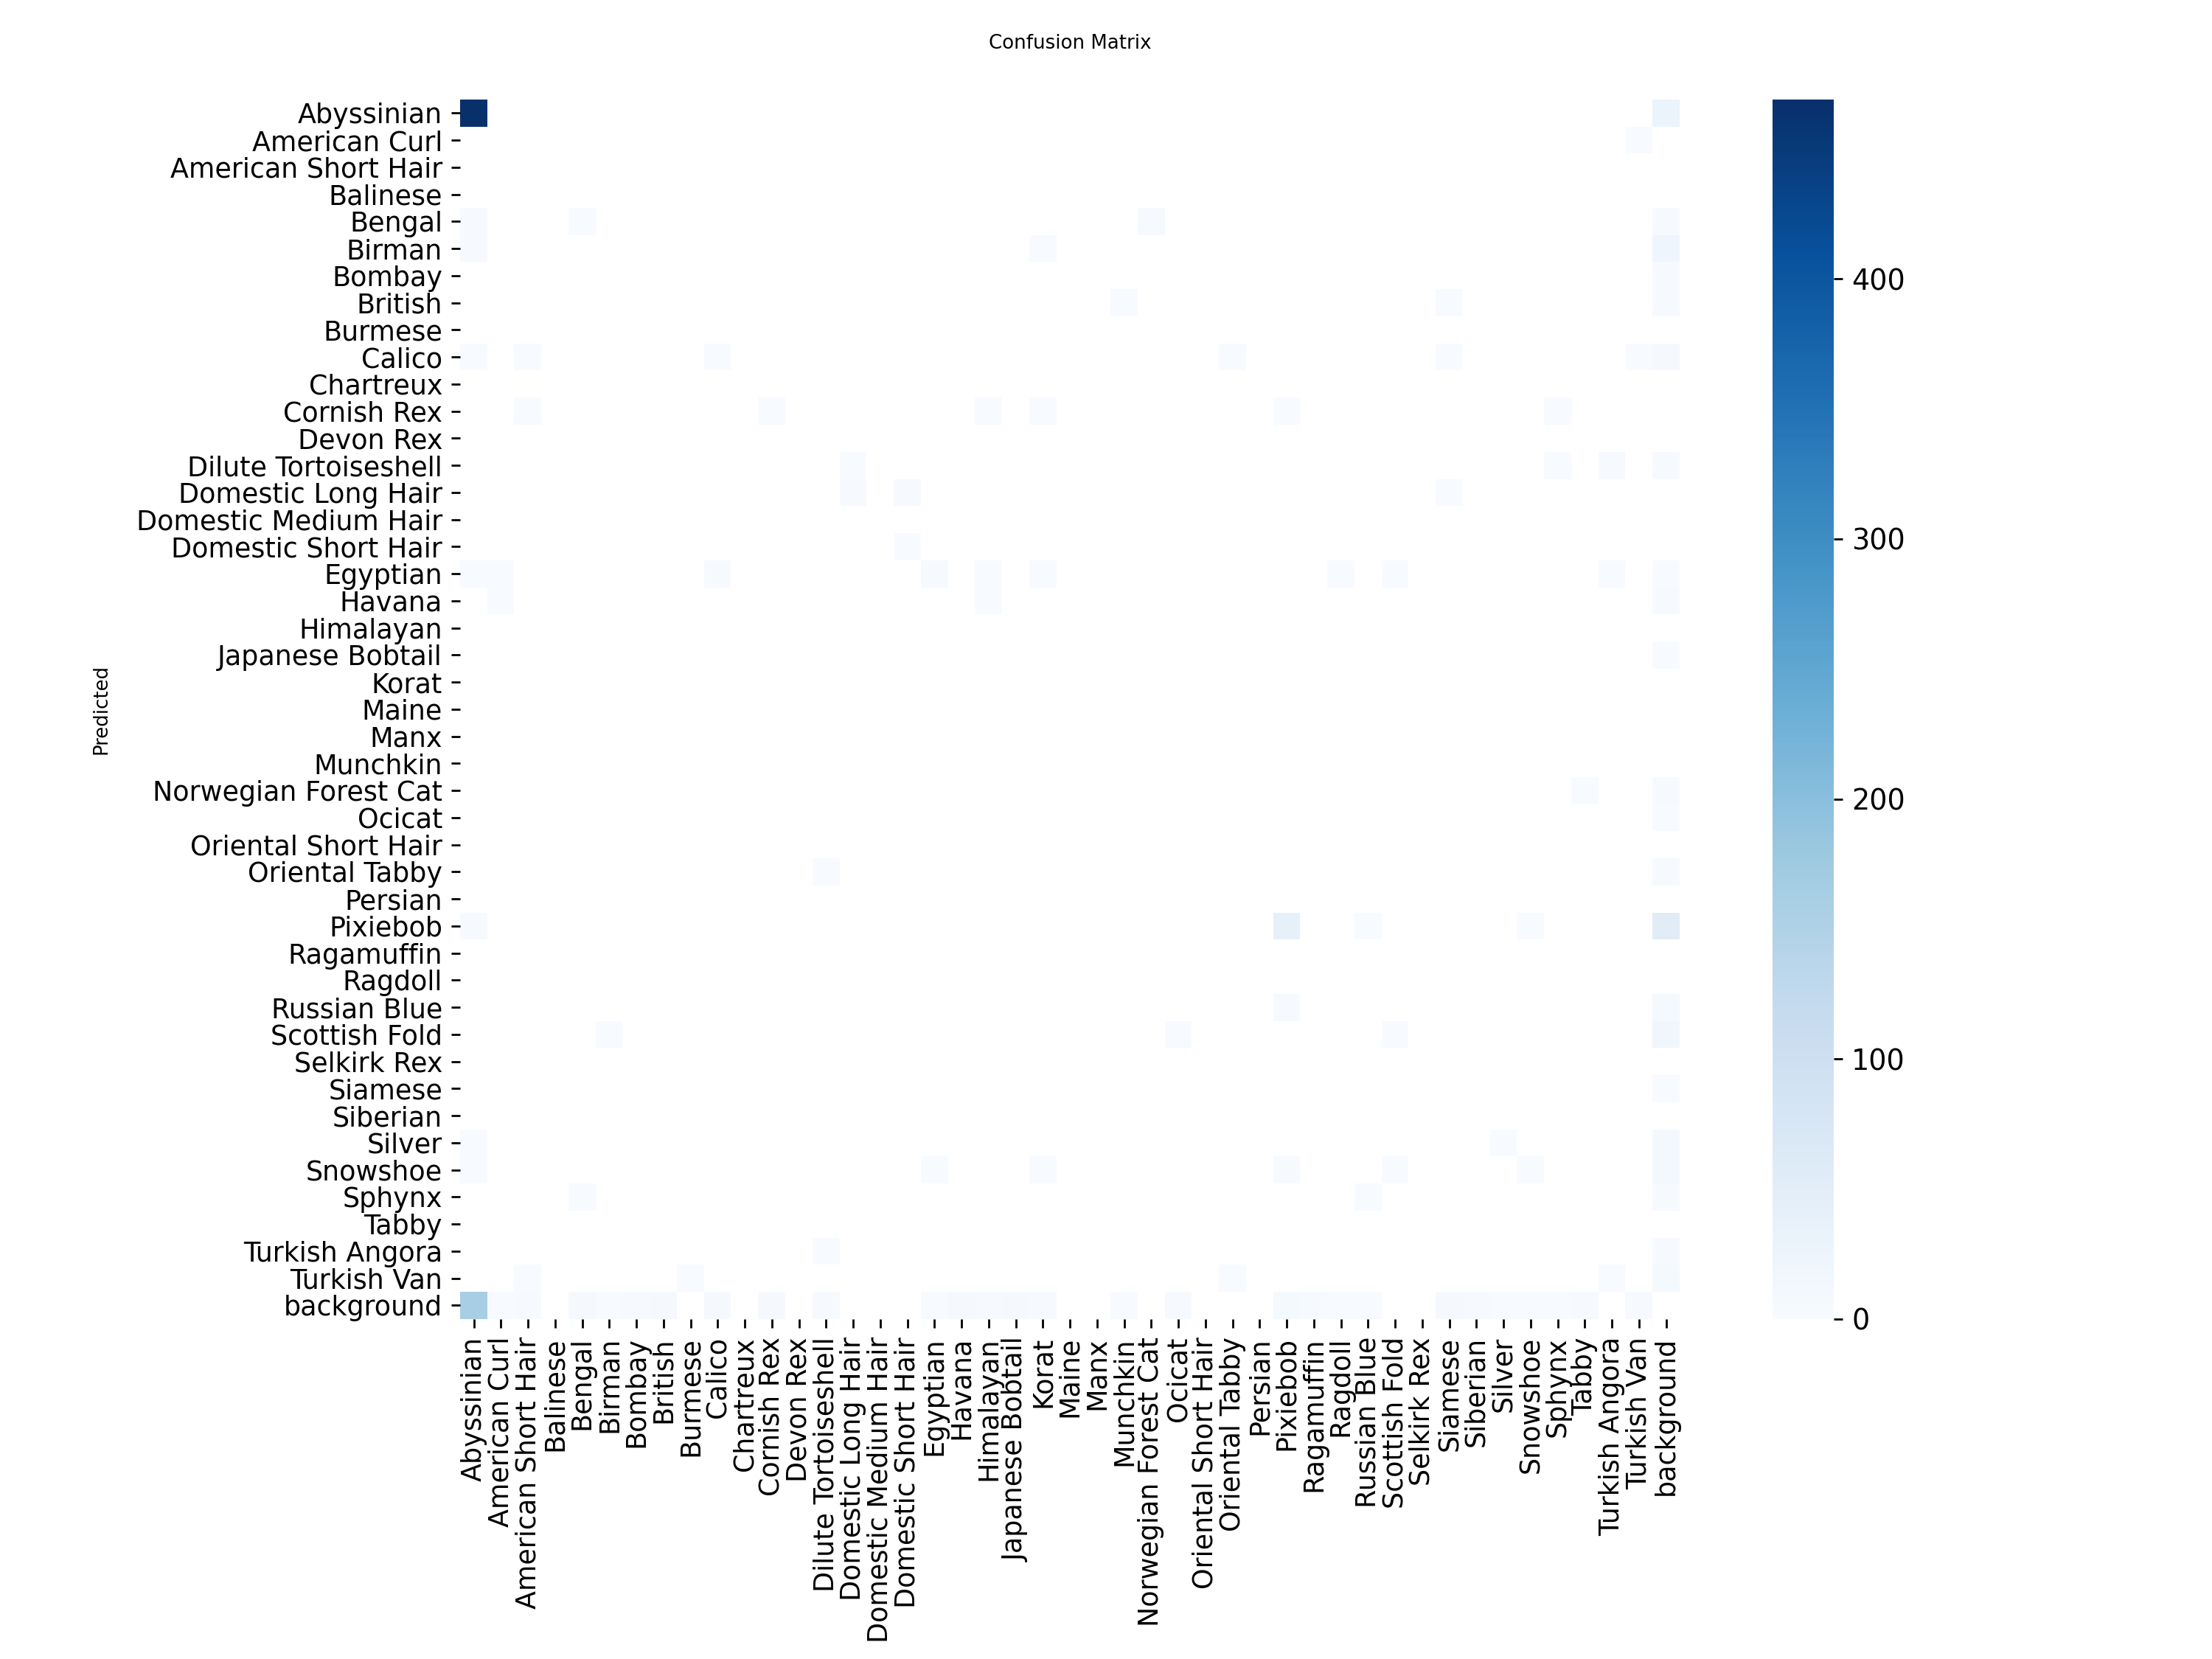 Confusion Matrix
Predicted
Abyssinian
American Curl
American Short Hair
Balinese
Bengal
Birman
Bombay
British
Burmese
Calico
Chartreux
Cornish Rex
Devon Rex
Dilute Tortoiseshell
Domestic Long Hair
Domestic Medium Hair
Domestic Short Hair
Egyptian
Havana
Himalayan
Japanese Bobtail
Korat
Maine
Manx
Munchkin
Norwegian Forest Cat
Ocicat
Oriental Short Hair
Oriental Tabby
Persian
Pixiebob
Ragamuffin
Ragdoll
Russian Blue
Scottish Fold
Selkirk Rex
Siamese
Siberian
Silver
Snowshoe
Sphynx
Tabby
Turkish Angora
Turkish Van
background
Abyssinian
American Curl
American Short Hair
Balinese
Bengal
Birman
Bombay
British
Burmese
Calico
Chartreux
Cornish Rex
Devon Rex
Dilute Tortoiseshell
Domestic Long Hair
Domestic Medium Hair
Domestic Short Hair
Egyptian
Havana
Himalayan
Japanese Bobtail
Korat
Maine
Manx
Munchkin
Norwegian Forest Cat
Ocicat
Oriental Short Hair
Oriental Tabby
Persian
Pixiebob
Ragamuffin
Ragdoll
Russian Blue
Scottish Fold
Selkirk Rex
Siamese
Siberian
Silver
Snowshoe
Sphynx
Tabby
Turkish Angora
Turkish Van
background
400
300
200
100
0